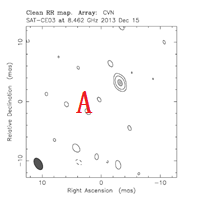 Clean RR map. Array: CVN
SAT-CE03 at 8.462 GHz 2013 Dec 15
Relative Declination (mas)
10
0
-10
A
10
0
-10
Right Ascension (mas)